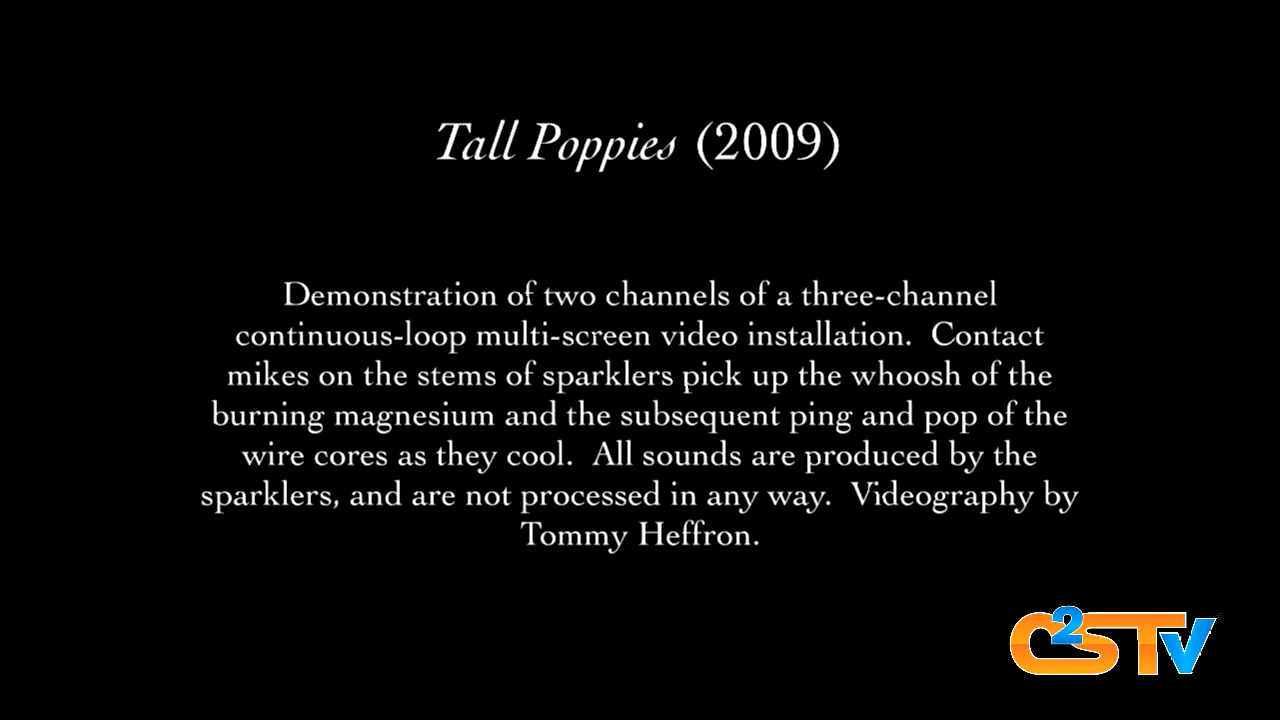 Tall Poppies (2009)
Demonstration of two channels of a three-channel
continuous-loop multi-screen video installation.  Contact
mikes on the stems of sparklers pick up the whoosh of the
burning magnesium and the subsequent ping and pop of the
wire cores as they cool.  All sounds are produced by the
sparklers, and are not processed in any way.  Videography by
Tommy Heffron.
C2STV